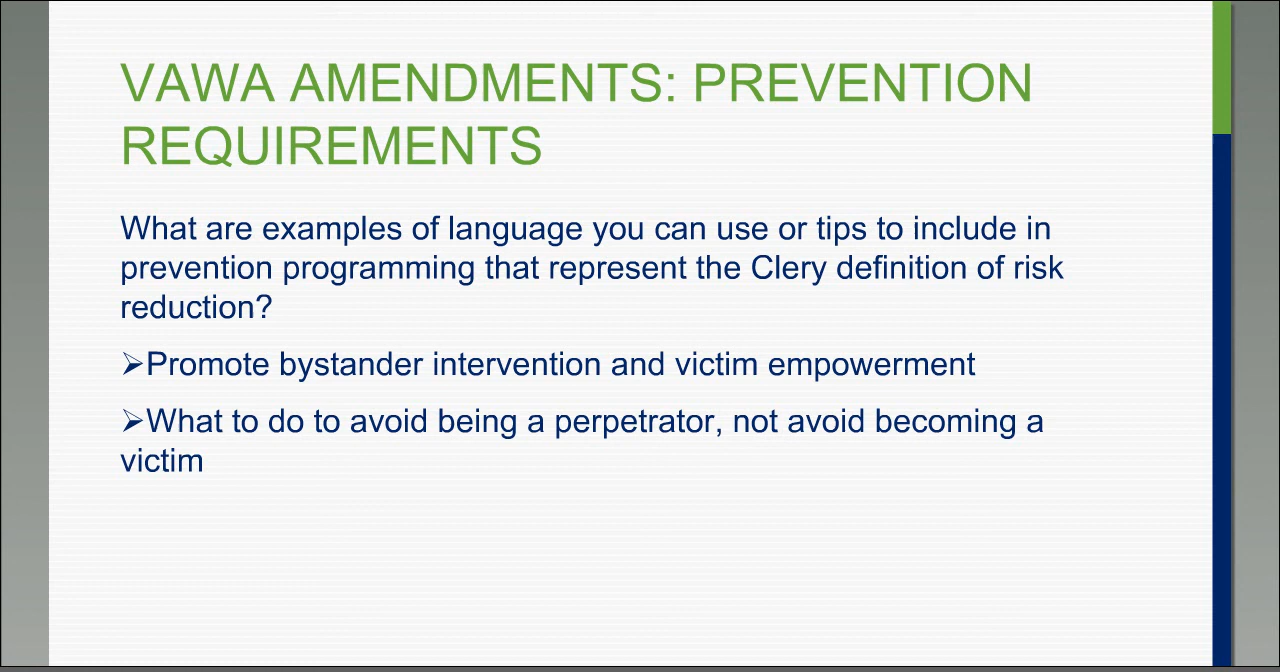 VAWA AMENDMENTS: PREVENTION
REQUIREMENTS
What are examples of language you can use or tips to include in
prevention programming that represent the Clery definition of risk
reduction?
➢Promote bystander intervention and victim empowerment
➢What to do to avoid being a perpetrator, not avoid becoming a
victim